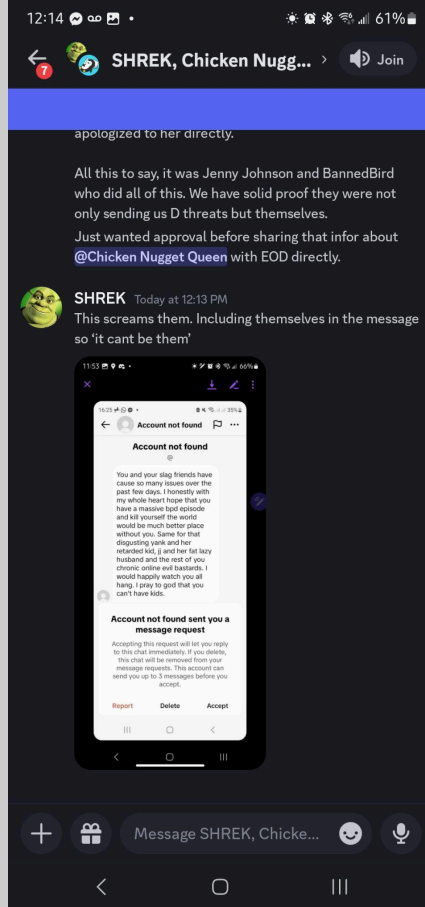 12:14
61%
7
SHREK, Chicken Nugg... >
Join
apologized to her directly.
All this to say, it was Jenny Johnson and BannedBird
who did all of this. We have solid proof they were not
only sending us D threats but themselves.
Just wanted approval before sharing that infor about
@Chicken Nugget Queen with EOD directly.
SHREK Today at 12:13 PM
This screams them. Including themselves in the message
so 'it cant be them'
11:53
66%
16:25
35%
Account not found
Account not found
@
You and your slag friends have
cause so many issues over the
past few days. I honestly with
my whole heart hope that you
have a massive bpd episode
and kill yourself the world
would be much better place
without you. Same for that
disgusting yank and her
retarded kid, jj and her fat lazy
husband and the rest of you
chronic online evil bastards. I
would happily watch you all
hang. I pray to god that you
can't have kids.
Account not found sent you a
message request
Accepting this request will let you reply
to this chat immediately. If you delete,
this chat will be removed from your
message requests. This account can
send you up to 3 messages before you
accept.
Report Delete Accept
Message SHREK, Chicke...